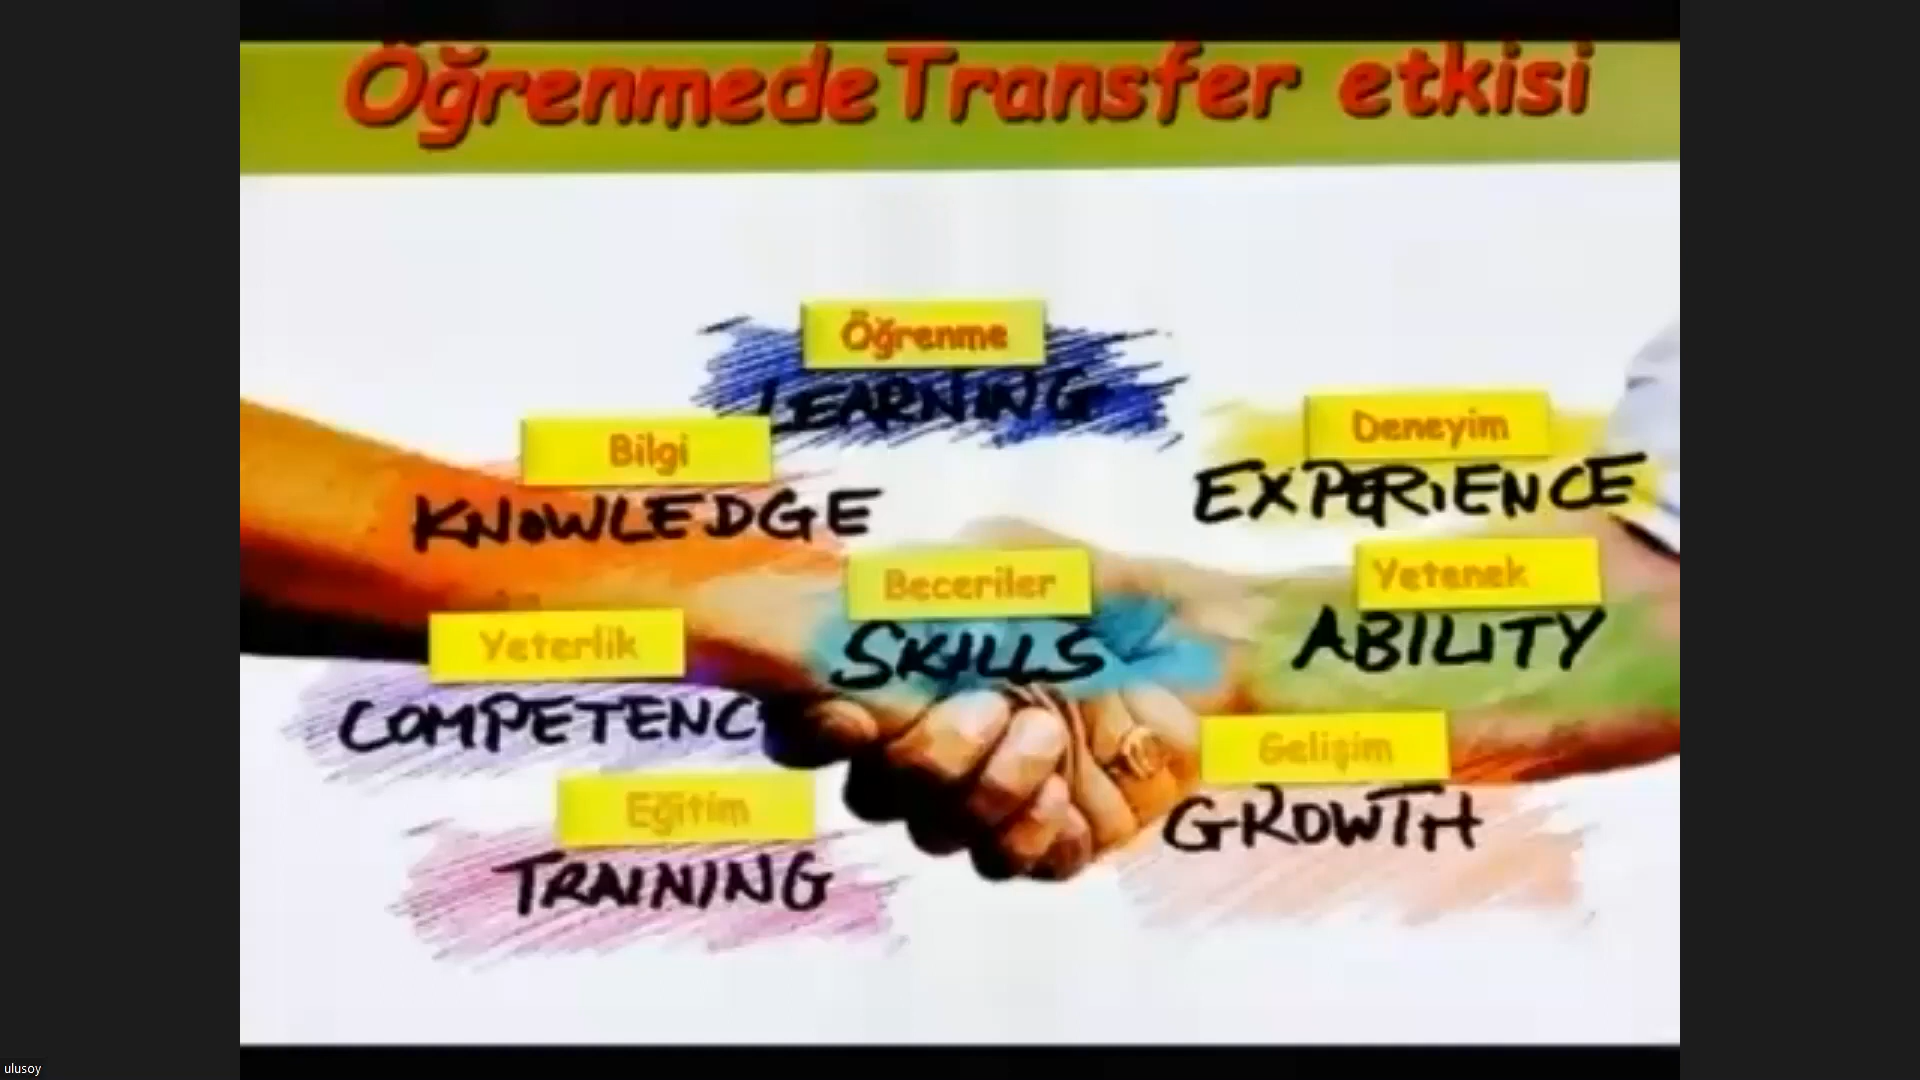 Öğrenmede Transfer etkisi
Öğrenme
LEARNING
Bilgi
KNOWLEDGE
Deneyim
EXPERIENCE
Beceriler
SKILLS
Yetenek
ABILITY
Yeterlik
COMPETENC
Gelişim
GROWTH
Eğitim
TRAINING
ulusoy